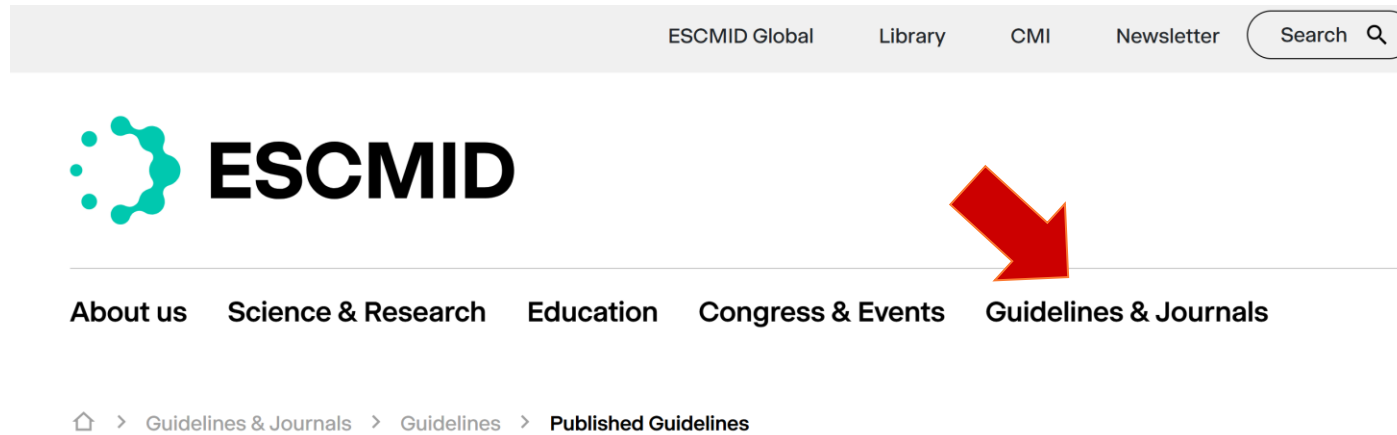 ESCMID Global Library CMI Newsletter Search
ESCMID
About us Science & Research Education Congress & Events Guidelines & Journals
> Guidelines & Journals > Guidelines > Published Guidelines